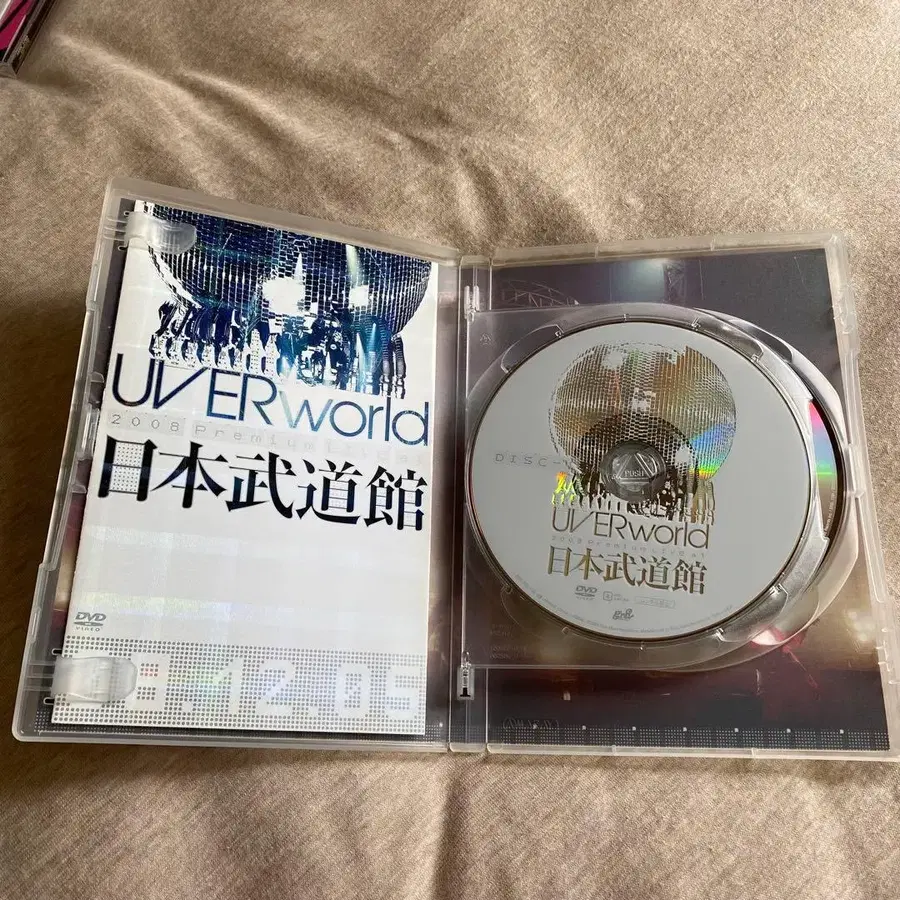 UVERworld
2008 Premium Live at
日本武道館
DVD
VIDEO
08.12.05
DISC-
PUSH
UVERworld
2008 Premium Live at
日本武道館
DVD
VIDEO